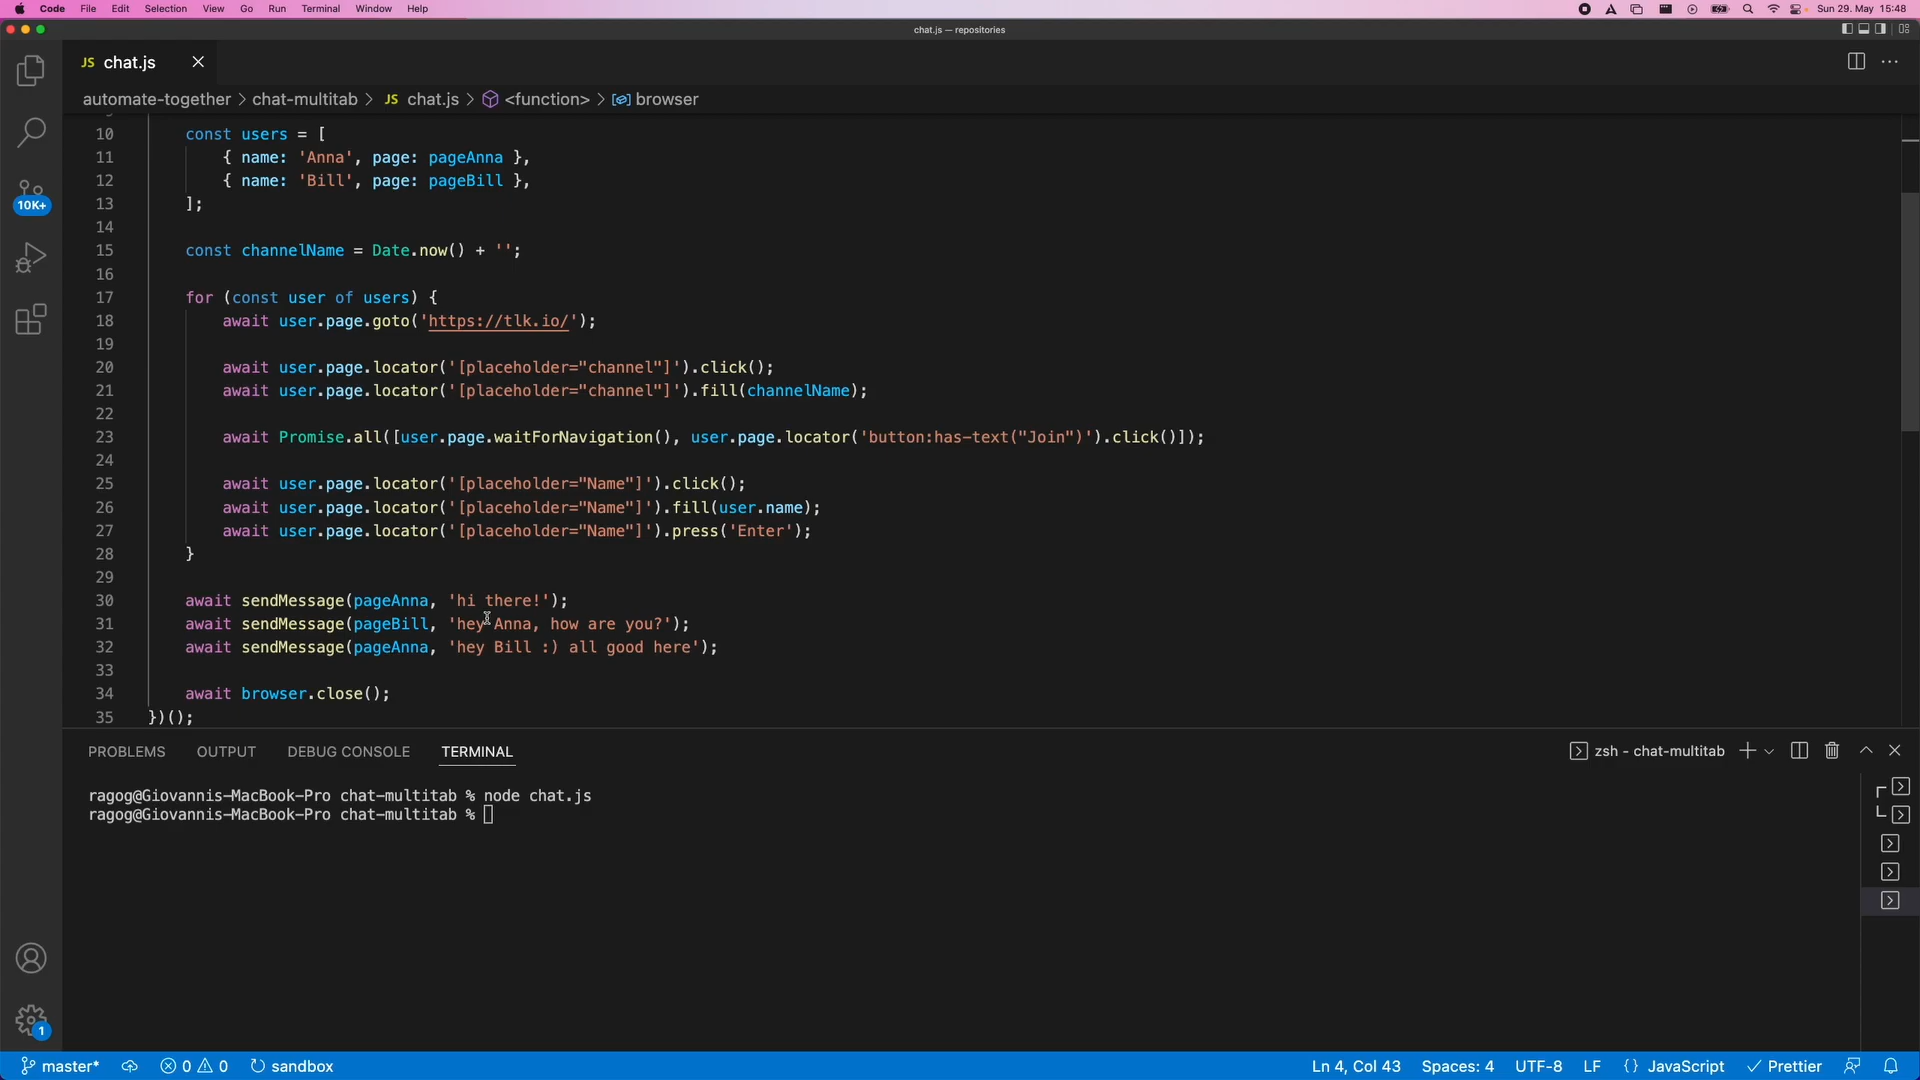 Code File Edit Selection View Go Run Terminal Window Help Sun 29. May 15:48
chat.js — repositories
JS chat.js
automate-together > chat-multitab > JS chat.js > <function> > browser
10 const users = [
11 { name: 'Anna', page: pageAnna },
12 { name: 'Bill', page: pageBill },
13 ];
14
15 const channelName = Date.now() + '';
16
17 for (const user of users) {
18 await user.page.goto('https://tlk.io/');
19
20 await user.page.locator('[placeholder="channel"]').click();
21 await user.page.locator('[placeholder="channel"]').fill(channelName);
22
23 await Promise.all([user.page.waitForNavigation(), user.page.locator('button:has-text("Join")').click()]);
24
25 await user.page.locator('[placeholder="Name"]').click();
26 await user.page.locator('[placeholder="Name"]').fill(user.name);
27 await user.page.locator('[placeholder="Name"]').press('Enter');
28 }
29
30 await sendMessage(pageAnna, 'hi there!');
31 await sendMessage(pageBill, 'hey Anna, how are you?');
32 await sendMessage(pageAnna, 'hey Bill :) all good here');
33
34 await browser.close();
35 })();
10K+
PROBLEMS OUTPUT DEBUG CONSOLE TERMINAL zsh - chat-multitab
ragog@Giovannis-MacBook-Pro chat-multitab % node chat.js
ragog@Giovannis-MacBook-Pro chat-multitab %
1
master* 0 0 sandbox Ln 4, Col 43 Spaces: 4 UTF-8 LF {} JavaScript Prettier